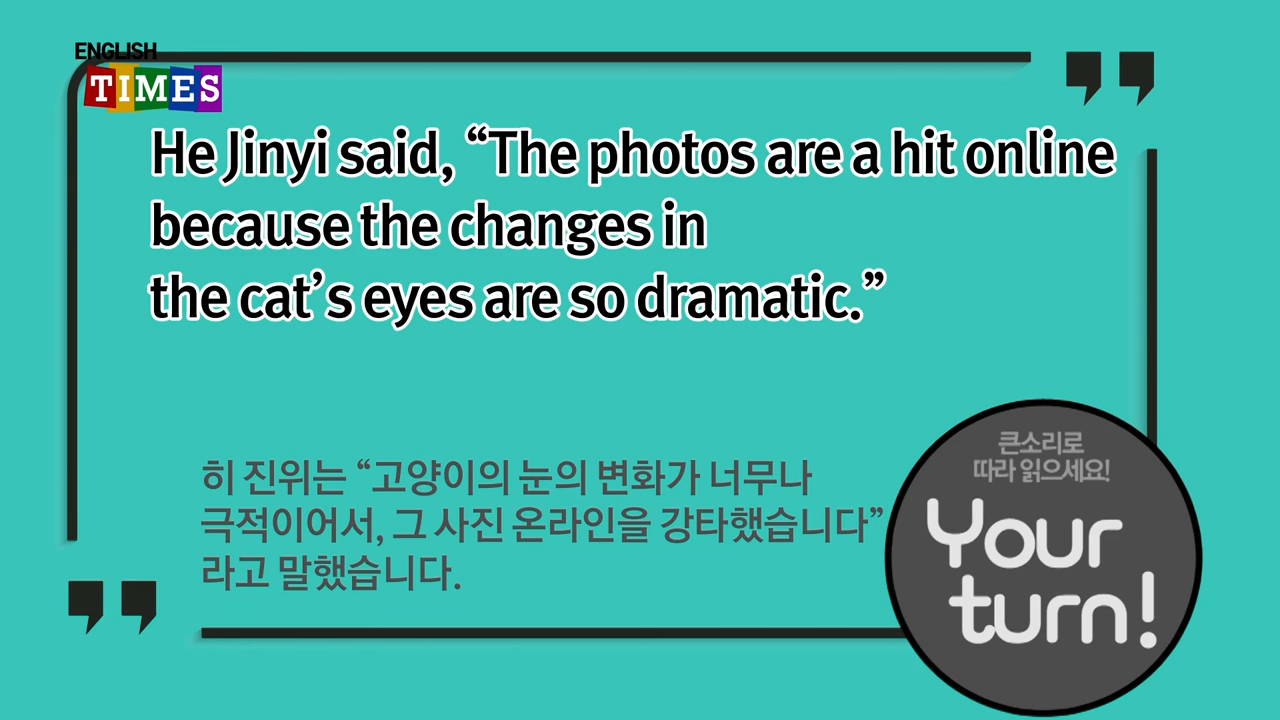 ENGLISH
TIMES
He Jinyi said, “The photos are a hit online
because the changes in
the cat’s eyes are so dramatic.”
히 진위는 “고양이의 눈의 변화가 너무나
극적이어서, 그 사진 온라인을 강타했습니다”
라고 말했습니다.
큰소리로
따라 읽으세요!
Your
turn!